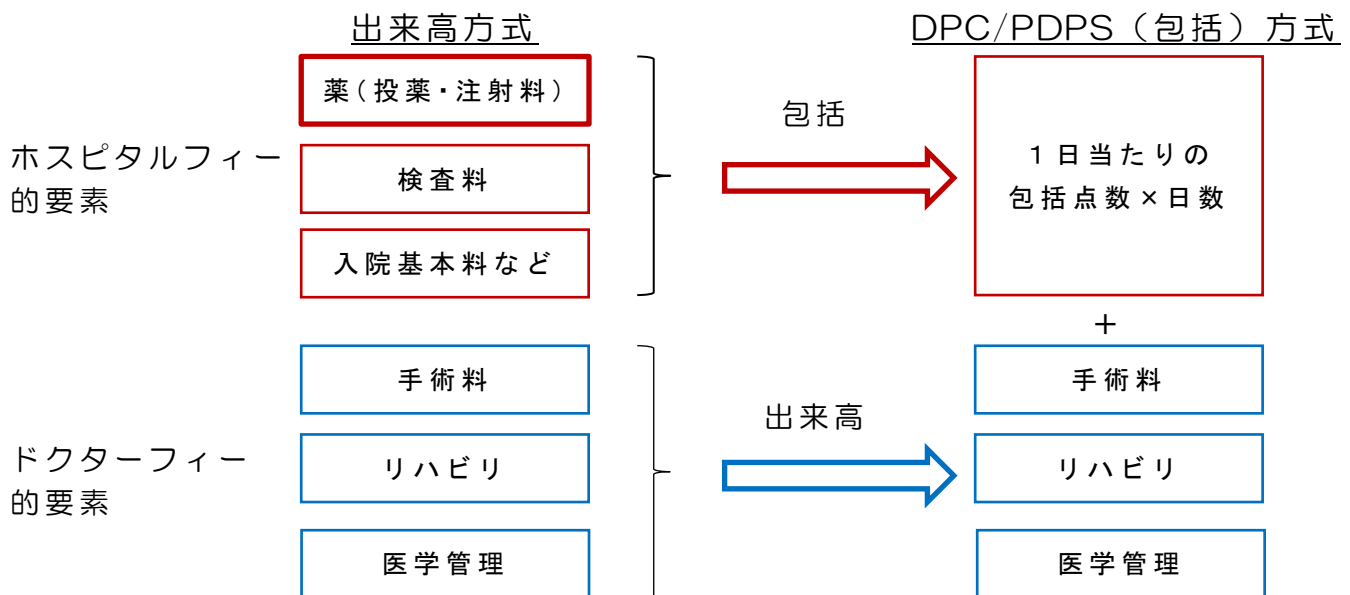 出来高方式
DPC/PDPS（包括）方式
ホスピタルフィー
的要素
薬（投薬・注射料）
検査料
入院基本料など
包括
１日当たりの
包括点数×日数
+
ドクターフィー
的要素
手術料
リハビリ
医学管理
出来高
手術料
リハビリ
医学管理